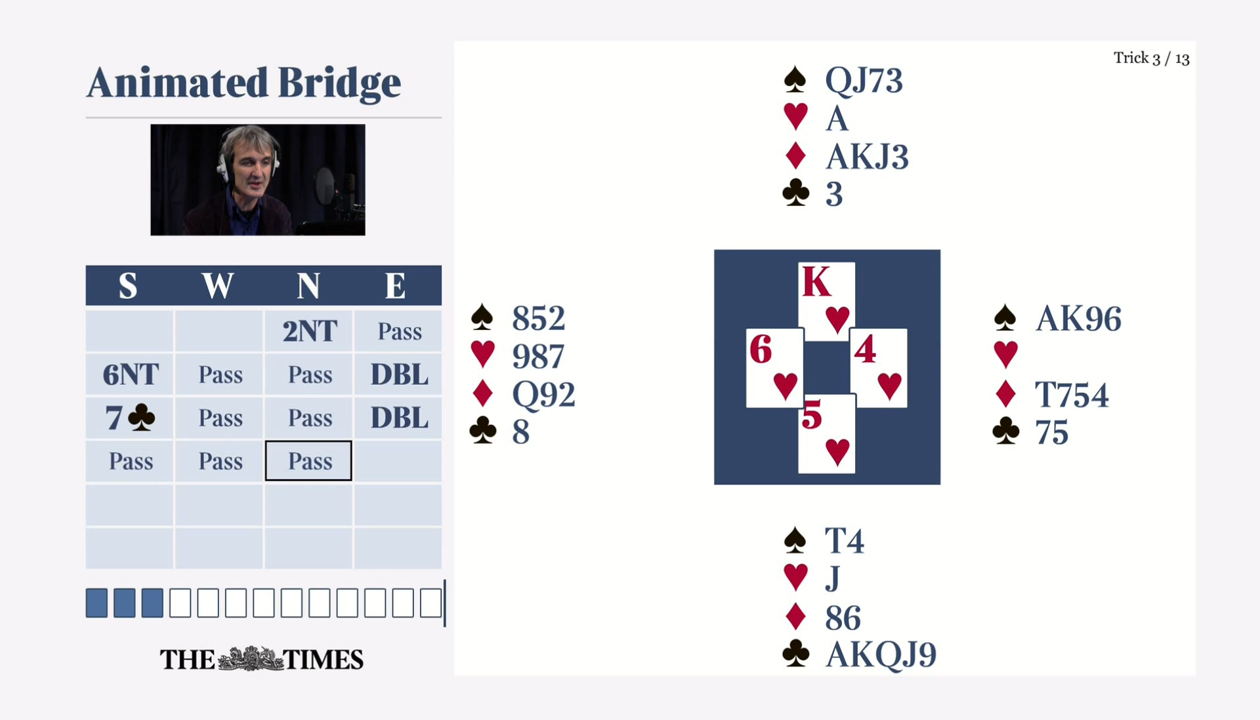 Trick 3 / 13
Animated Bridge
S W N E
2NT Pass
6NT Pass Pass DBL
7♣ Pass Pass DBL
Pass Pass Pass
THE TIMES
♠ QJ73
♥ A
♦ AKJ3
♣ 3
♠ 852
♥ 987
♦ Q92
♣ 8
K♥
6♥ 4♥
5♥
♠ AK96
♥
♦ T754
♣ 75
♠ T4
♥ J
♦ 86
♣ AKQJ9